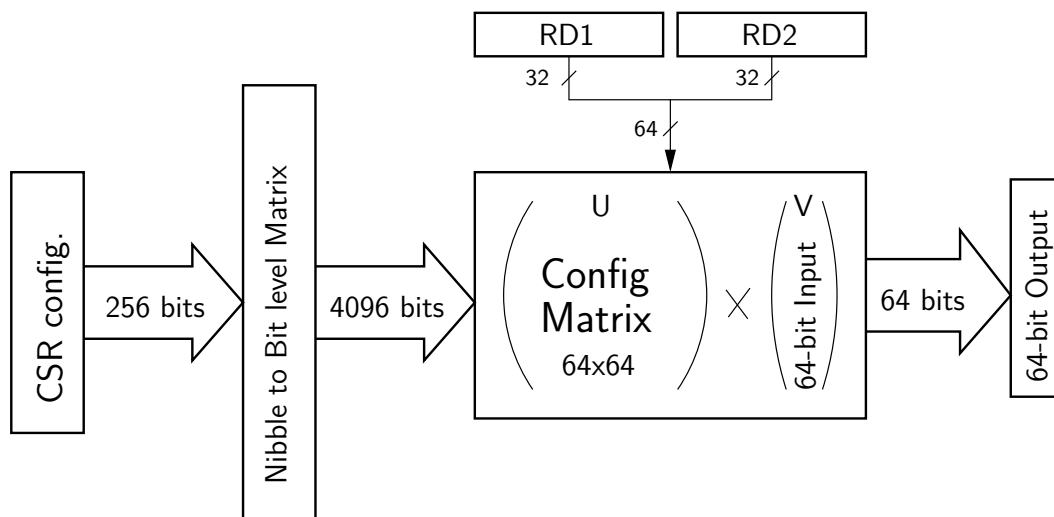 RD1
RD2
32
32
64
CSR config.
256 bits
Nibble to Bit level Matrix
4096 bits
U
Config
Matrix
64x64
V
64-bit Input
64 bits
64-bit Output